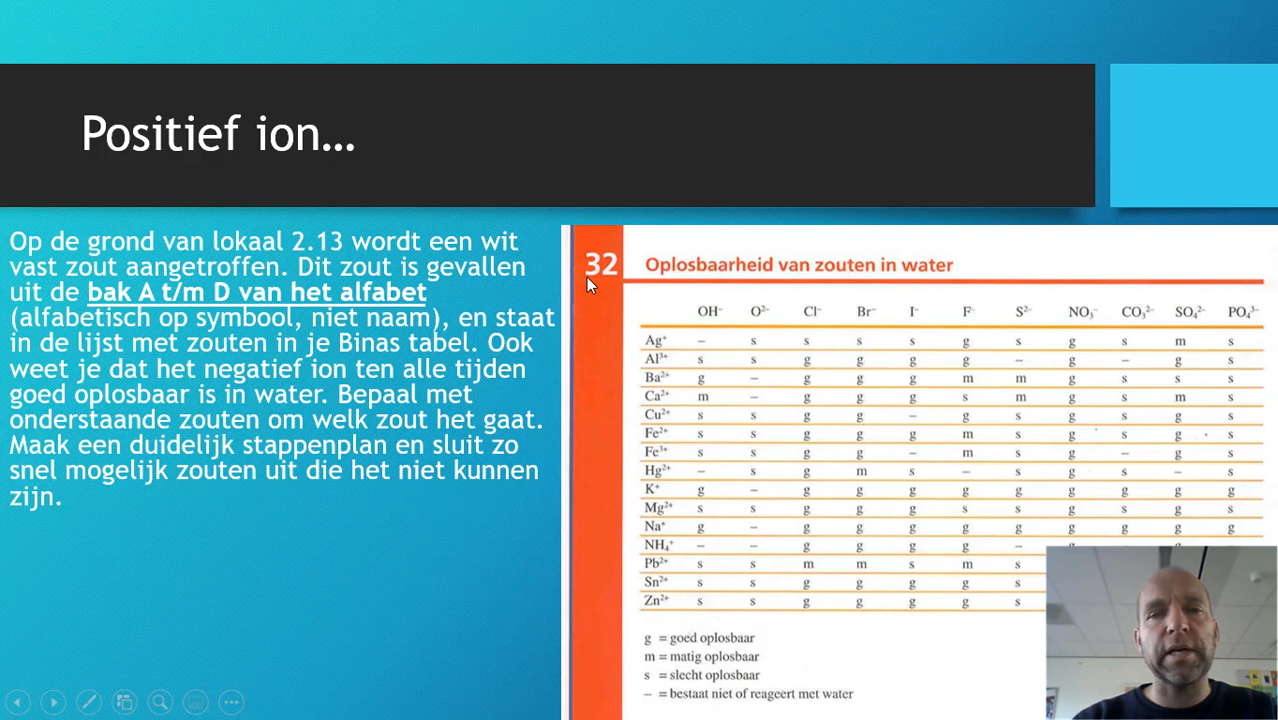 Positief ion…
Op de grond van lokaal 2.13 wordt een wit
vast zout aangetroffen. Dit zout is gevallen
uit de bak A t/m D van het alfabet
(alfabetisch op symbool, niet naam), en staat
in de lijst met zouten in je Binas tabel. Ook
weet je dat het negatief ion ten alle tijden
goed oplosbaar is in water. Bepaal met
onderstaande zouten om welk zout het gaat.
Maak een duidelijk stappenplan en sluit zo
snel mogelijk zouten uit die het niet kunnen
zijn.
32 Oplosbaarheid van zouten in water
OH⁻ O²⁻ Cl⁻ Br⁻ I⁻ F⁻ S²⁻ NO₃⁻ CO₃²⁻ SO₄²⁻ PO₄³⁻
Ag⁺ – s s s s g s g s m s
Al³⁺ s s g g g g – g – g s
Ba²⁺ g – g g g m m g s s s
Ca²⁺ m – g g g s m g s m s
Cu²⁺ s s g g – g s g s g s
Fe²⁺ s s g g g m s g s g s
Fe³⁺ s s g g – m s g – g s
Hg²⁺ – s g m s – s g s – s
K⁺ g – g g g g g g g g g
Mg²⁺ s s g g g s s g s g s
Na⁺ g – g g g g g g g g g
NH₄⁺ – – g g g g –
Pb²⁺ s s m m s m s
Sn²⁺ s s g g g g s
Zn²⁺ s s g g g g s
g = goed oplosbaar
m = matig oplosbaar
s = slecht oplosbaar
– = bestaat niet of reageert met water